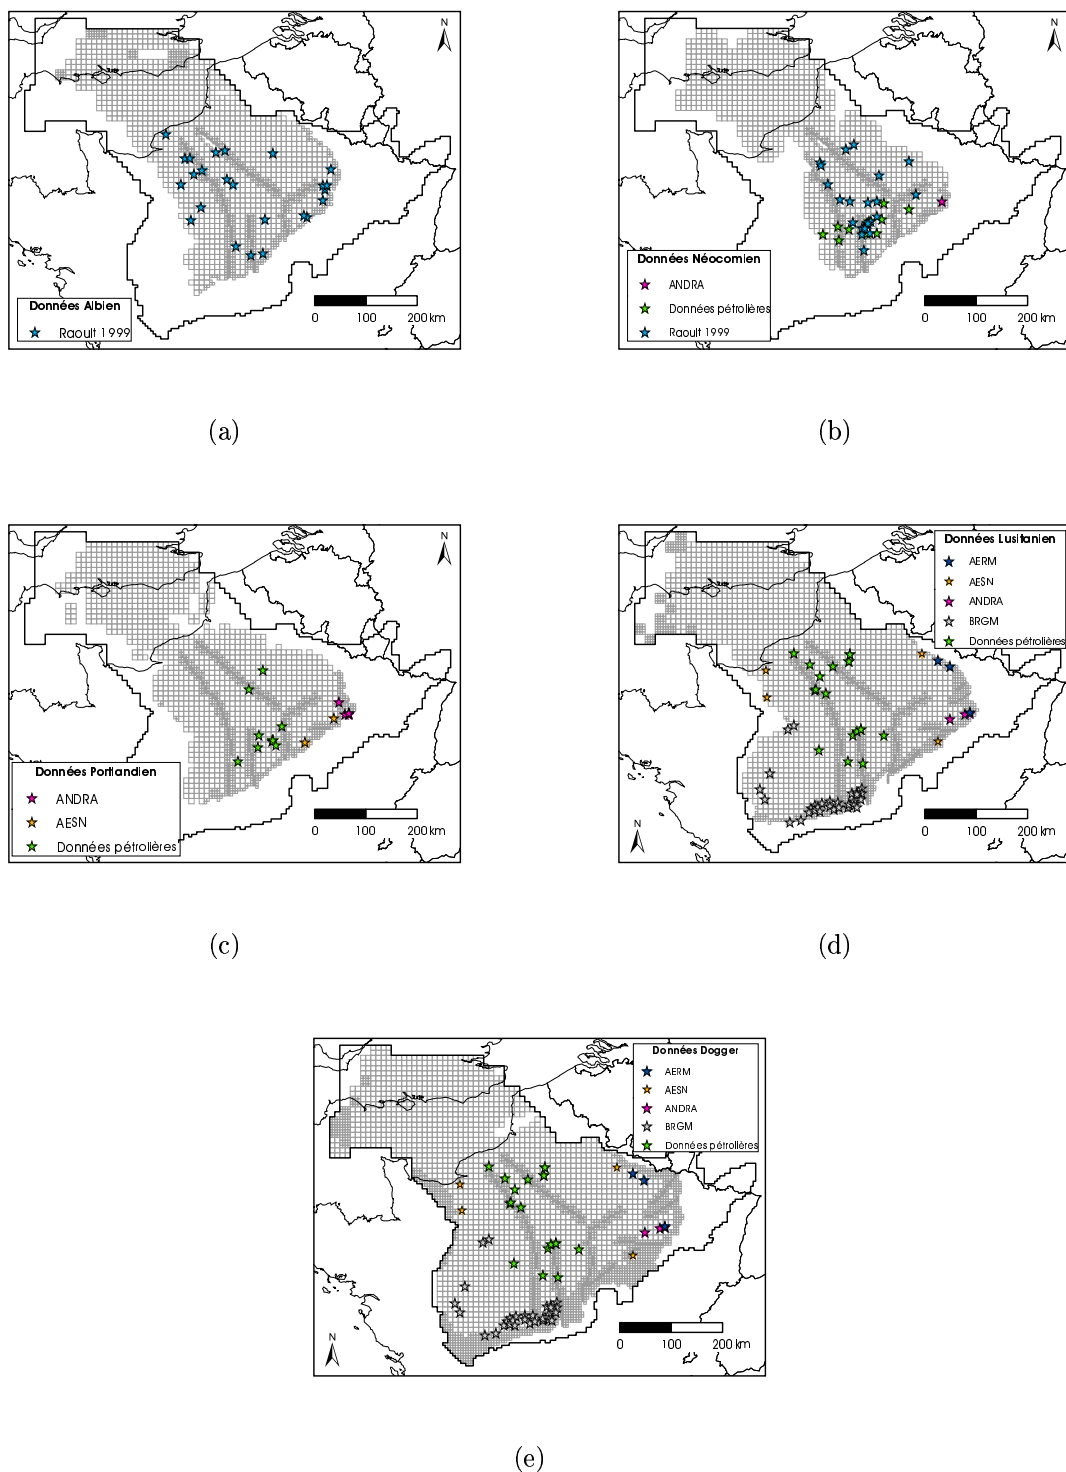 N
Données Albien
Raoult 1999
0 100 200 km
(a)
N
Données Néocomien
ANDRA
Données pétrolières
Raoult 1999
0 100 200 km
(b)
N
Données Portlandien
ANDRA
AESN
Données pétrolières
0 100 200 km
(c)
Données Lusitanien
AERM
AESN
ANDRA
BRGM
Données pétrolières
N
0 100 200 km
(d)
Données Dogger
AERM
AESN
ANDRA
BRGM
Données pétrolières
N
0 100 200 km
(e)